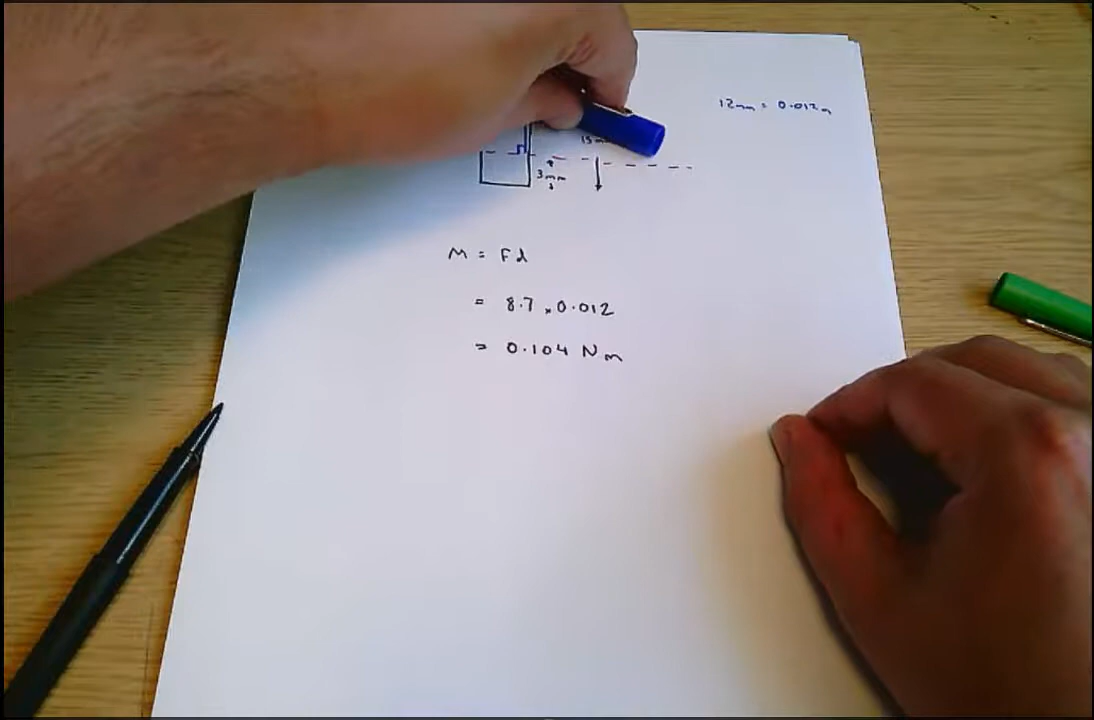 12mm = 0.012m
3mm
M = Fd
= 8.7 × 0.012
= 0.104 Nm